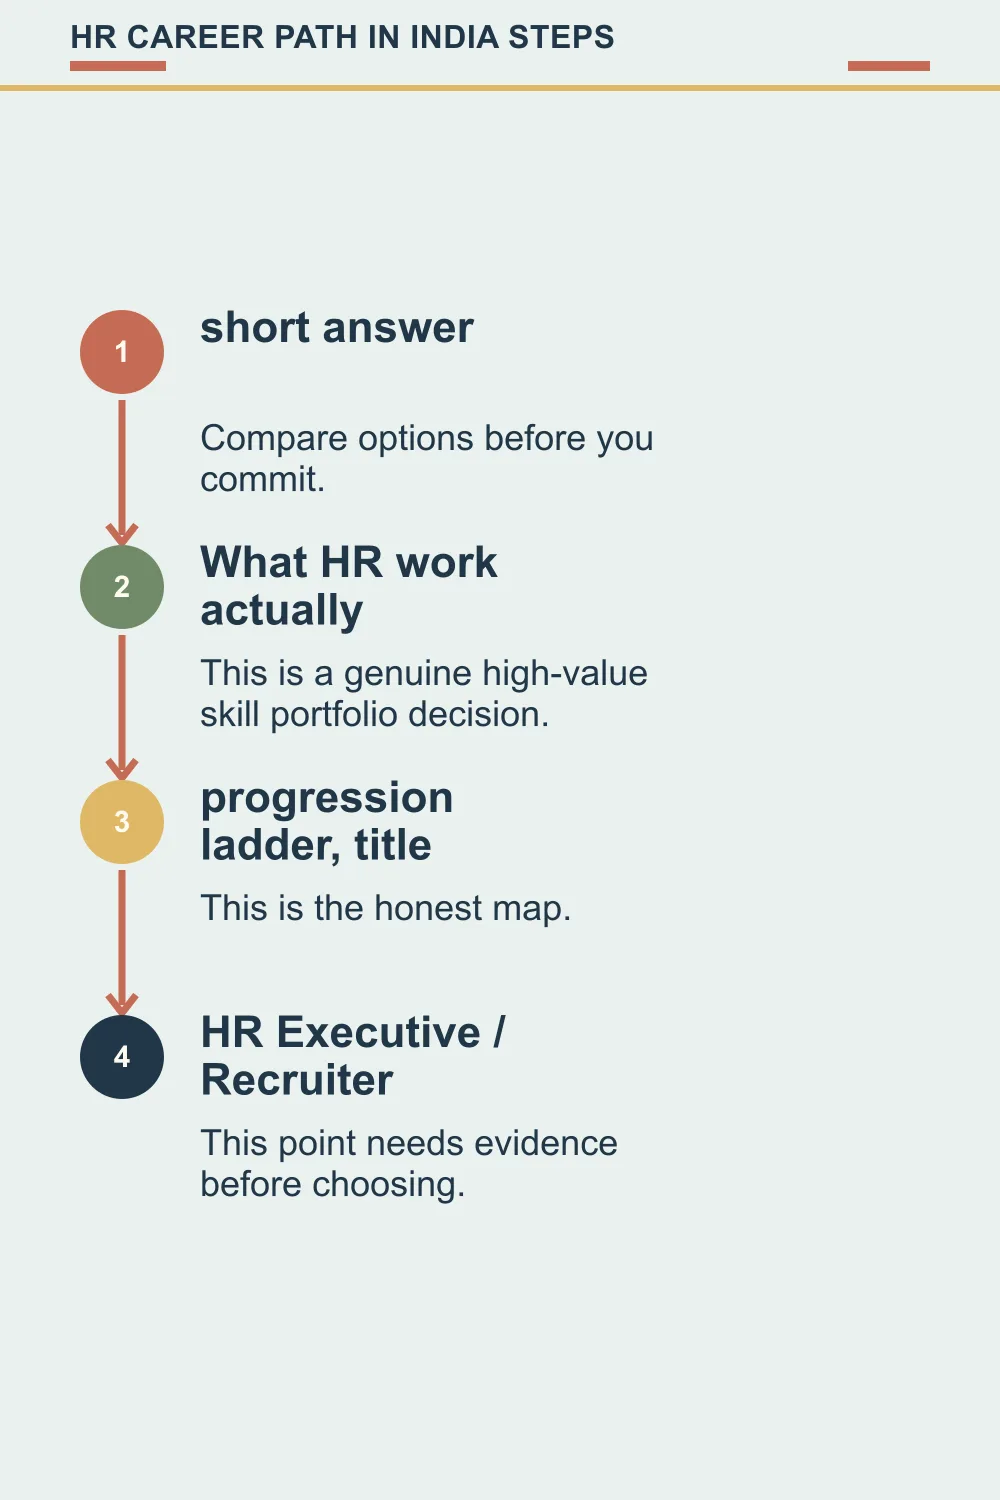 HR CAREER PATH IN INDIA STEPS
1
short answer
Compare options before you
commit.
2
What HR work
actually
This is a genuine high-value
skill portfolio decision.
3
progression
ladder, title
This is the honest map.
4
HR Executive /
Recruiter
This point needs evidence
before choosing.